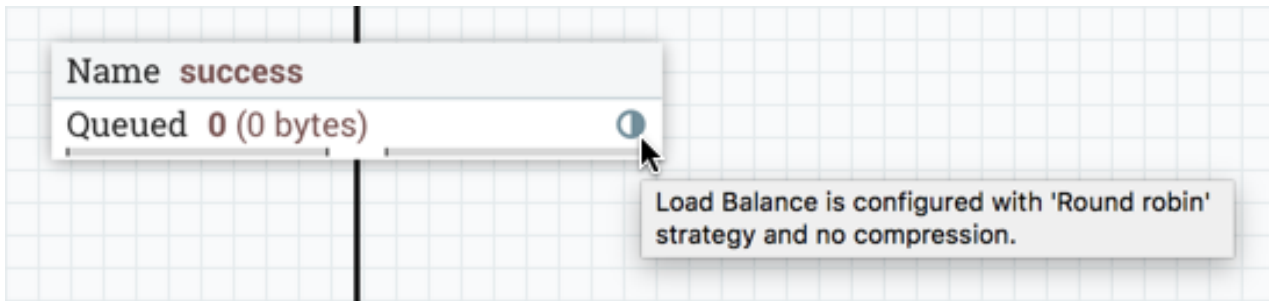 Name success
Queued 0 (0 bytes)
Load Balance is configured with 'Round robin'
strategy and no compression.